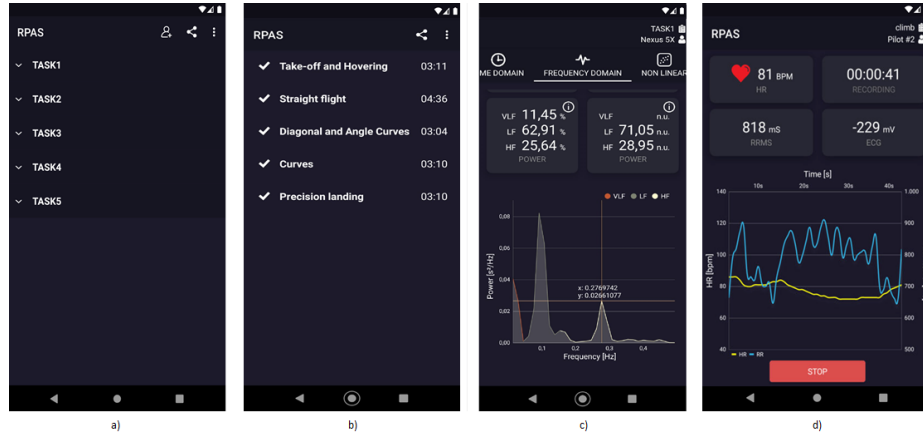 RPAS
TASK1
TASK2
TASK3
TASK4
TASK5
a)
RPAS
Take-off and Hovering 03:11
Straight flight 04:36
Diagonal and Angle Curves 03:04
Curves 03:10
Precision landing 03:10
b)
TASK1
Nexus 5X
ME DOMAIN FREQUENCY DOMAIN NON LINEAR
VLF 11,45 %
LF 62,91 %
HF 25,64 %
POWER
VLF n.u.
LF 71,05 n.u.
HF 28,95 n.u.
POWER
VLF LF HF
0,08
0,06
0,04
0,02
0,00
Power [s²/Hz]
x: 0.2769742
y: 0.02661077
0,1 0,2 0,3 0,4
Frequency [Hz]
c)
RPAS
climb
Pilot #2
81 BPM
HR
00:00:41
RECORDING
818 mS
RRMS
-229 mV
ECG
Time [s]
10s 20s 30s 40s
140 1.000
120 900
100 800
80 700
60 600
40 500
HR [bpm]
HR RR
STOP
d)